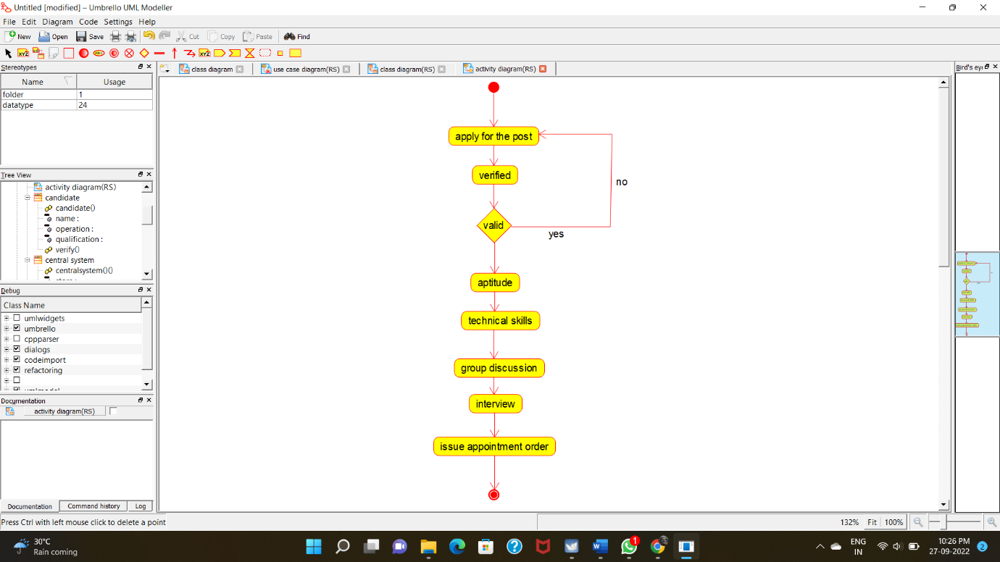 Untitled [modified] – Umbrello UML Modeller
File Edit Diagram Code Settings Help
New Open Save Cut Copy Paste Find
XYZ ABC XYZ
Stereotypes
Name Usage
folder 1
datatype 24
Tree View
activity diagram(RS)
candidate
candidate()
name :
operation :
qualification :
verify()
central system
centralsystem()()
Debug
Class Name
umlwidgets
umbrello
cppparser
dialogs
codeimport
refactoring
Documentation
activity diagram(RS)
Documentation Command history Log
class diagram use case diagram(RS) class diagram(RS) activity diagram(RS)
apply for the post
verified
no
valid
yes
aptitude
technical skills
group discussion
interview
issue appointment order
Bird's eye
Press Ctrl with left mouse click to delete a point
132% Fit 100%
30°C
Rain coming
1
ENG
IN
10:26 PM
27-09-2022
2